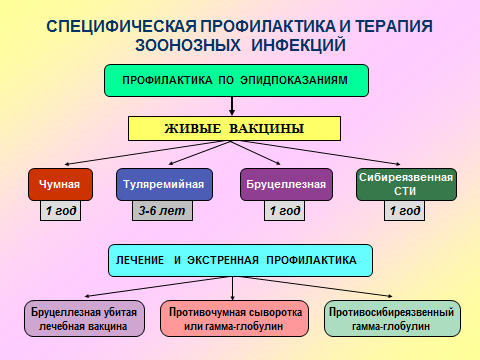 СПЕЦИФИЧЕСКАЯ ПРОФИЛАКТИКА И ТЕРАПИЯ
ЗООНОЗНЫХ ИНФЕКЦИЙ
ПРОФИЛАКТИКА ПО ЭПИДПОКАЗАНИЯМ
ЖИВЫЕ ВАКЦИНЫ
Чумная
Туляремийная
Бруцеллезная
Сибиреязвенная
СТИ
1 год
3-6 лет
1 год
1 год
ЛЕЧЕНИЕ И ЭКСТРЕННАЯ ПРОФИЛАКТИКА
Бруцеллезная убитая
лечебная вакцина
Противочумная сыворотка
или гамма-глобулин
Противосибиреязвенный
гамма-глобулин